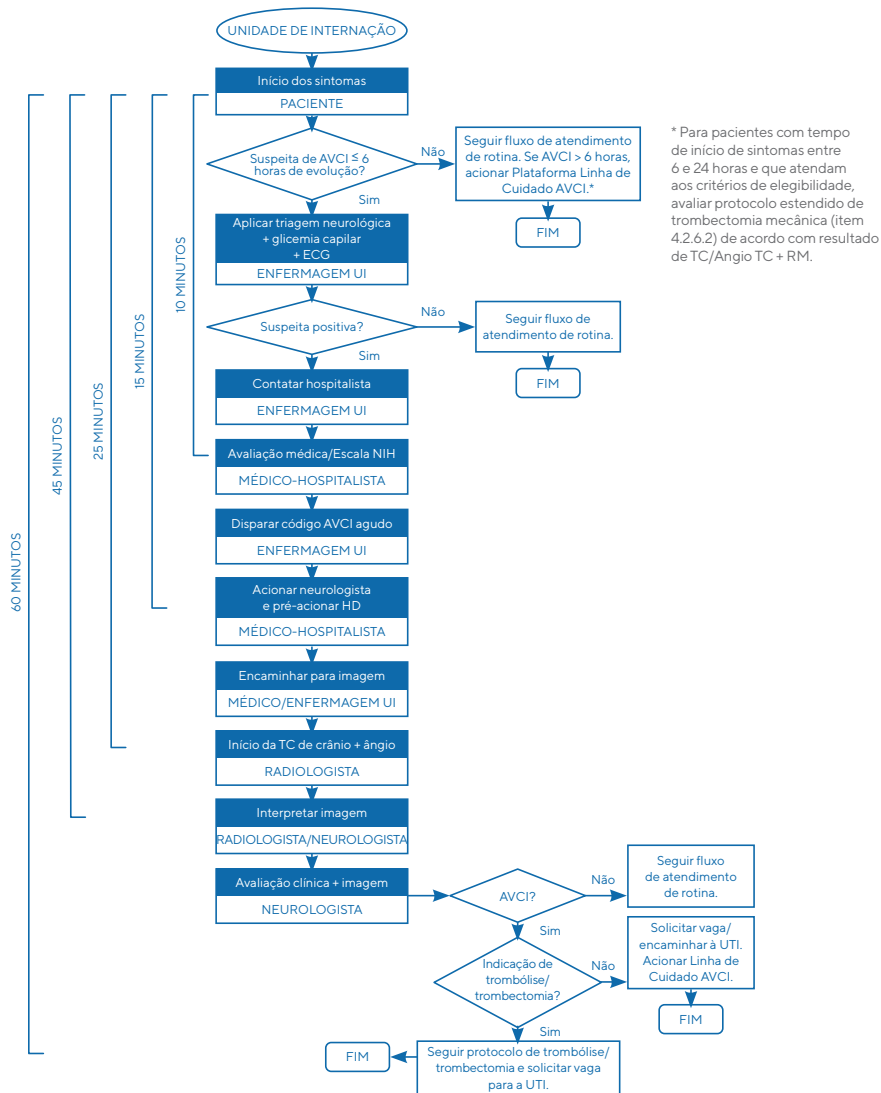 UNIDADE DE INTERNAÇÃO
Início dos sintomas
PACIENTE
Suspeita de AVCI ≤ 6
horas de evolução?
Não
Seguir fluxo de atendimento
de rotina. Se AVCI > 6 horas,
acionar Plataforma Linha de
Cuidado AVCI.*
FIM
* Para pacientes com tempo
de início de sintomas entre
6 e 24 horas e que atendam
aos critérios de elegibilidade,
avaliar protocolo estendido de
trombectomia mecânica (item
4.2.6.2) de acordo com resultado
de TC/Angio TC + RM.
Sim
Aplicar triagem neurológica
+ glicemia capilar
+ ECG
ENFERMAGEM UI
Suspeita positiva?
Não
Seguir fluxo de
atendimento de rotina.
FIM
Sim
Contatar hospitalista
ENFERMAGEM UI
Avaliação médica/Escala NIH
MÉDICO-HOSPITALISTA
Disparar código AVCI agudo
ENFERMAGEM UI
Acionar neurologista
e pré-acionar HD
MÉDICO-HOSPITALISTA
Encaminhar para imagem
MÉDICO/ENFERMAGEM UI
Início da TC de crânio + ângio
RADIOLOGISTA
Interpretar imagem
RADIOLOGISTA/NEUROLOGISTA
Avaliação clínica + imagem
NEUROLOGISTA
AVCI?
Não
Seguir fluxo
de atendimento
de rotina.
Sim
Indicação de
trombólise/
trombectomia?
Não
Solicitar vaga/
encaminhar à UTI.
Acionar Linha de
Cuidado AVCI.
FIM
Sim
Seguir protocolo de trombólise/
trombectomia e solicitar vaga
para a UTI.
FIM
10 MINUTOS
15 MINUTOS
25 MINUTOS
45 MINUTOS
60 MINUTOS